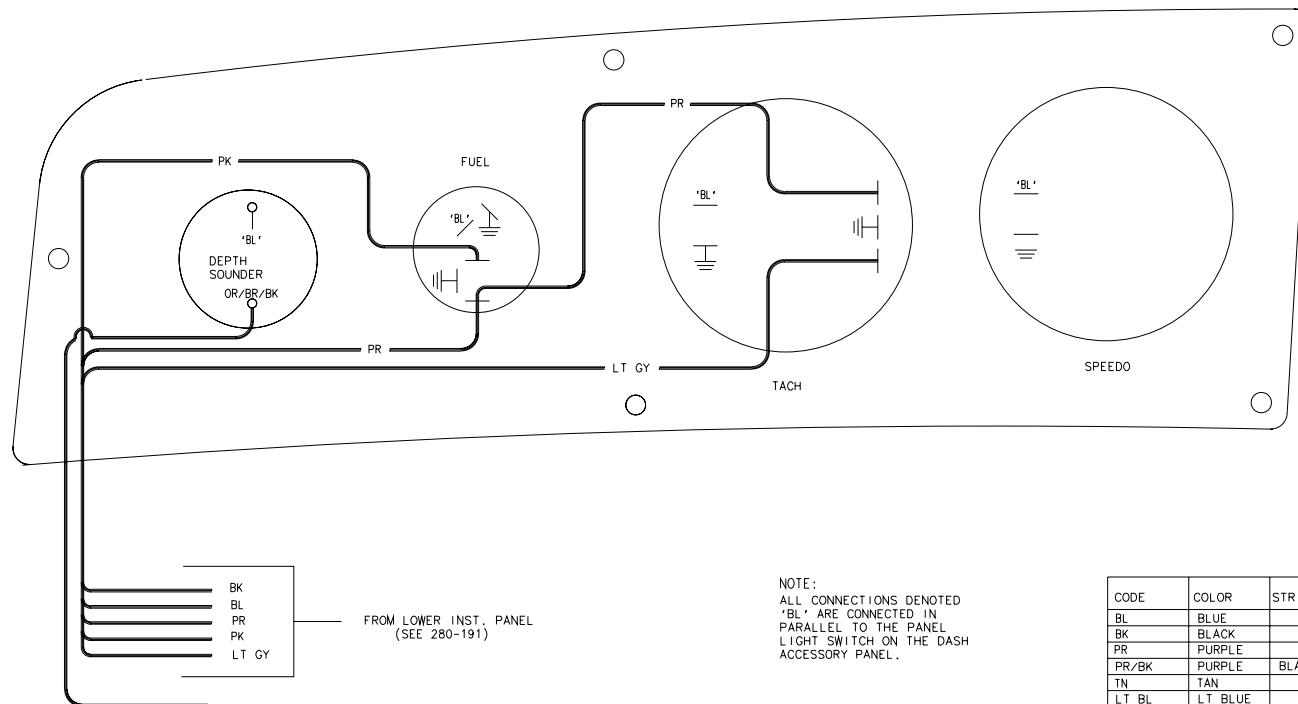 PR
PK
FUEL
'BL'
'BL'
'BL'
'BL'
DEPTH
SOUNDER
OR/BR/BK
PR
LT GY
TACH
SPEEDO
BK
BL
PR
PK
LT GY
FROM LOWER INST. PANEL
(SEE 280-191)
NOTE:
ALL CONNECTIONS DENOTED
'BL' ARE CONNECTED IN
PARALLEL TO THE PANEL
LIGHT SWITCH ON THE DASH
ACCESSORY PANEL.
CODE COLOR STR
BL BLUE
BK BLACK
PR PURPLE
PR/BK PURPLE BLA
TN TAN
LT BL LT BLUE